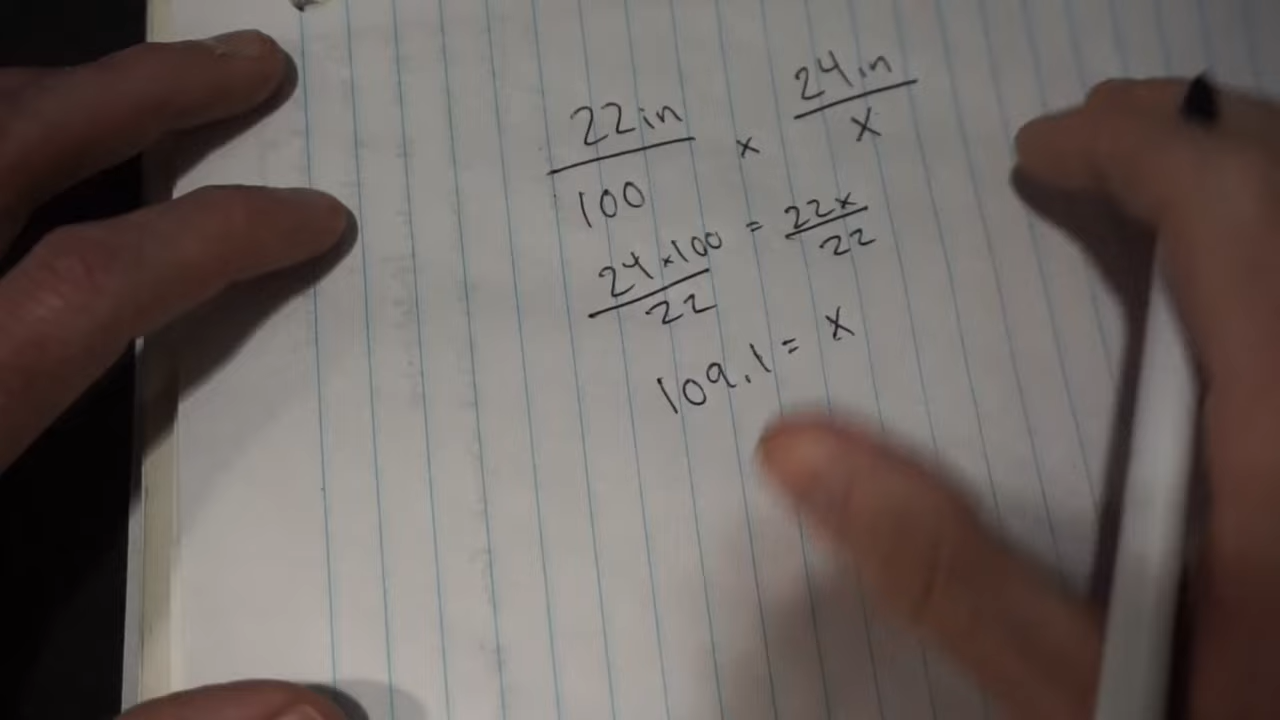 22in/100 × 24in/x
24×100/22 = 22x/22
109.1 = x